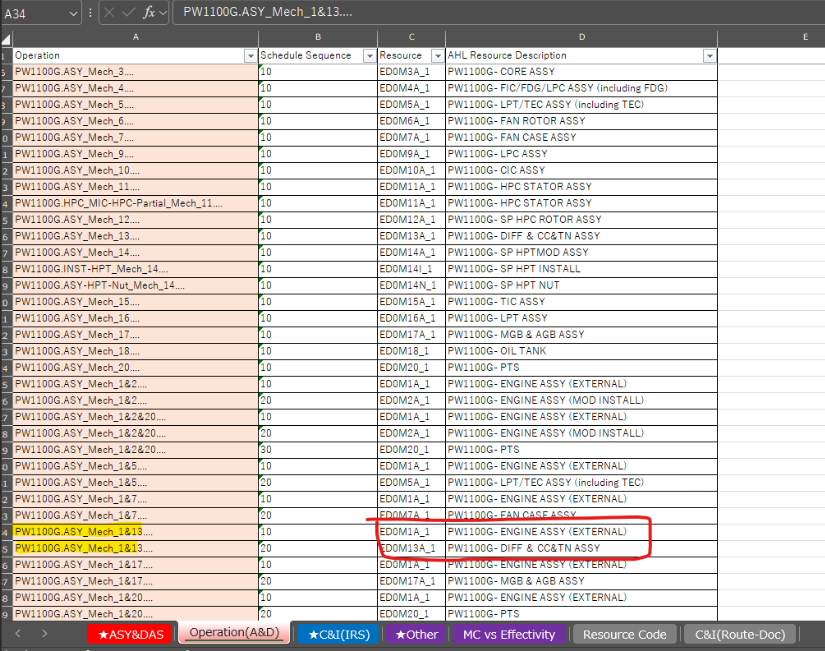 A34 fx PW1100G.ASY_Mech_1&13....
A B C D E
Operation Schedule Sequence Resource AHL Resource Description
PW1100G.ASY_Mech_3.... 10 ED0M3A_1 PW1100G- CORE ASSY
PW1100G.ASY_Mech_4.... 10 ED0M4A_1 PW1100G- FIC/FDG/LPC ASSY (including FDG)
PW1100G.ASY_Mech_5.... 10 ED0M5A_1 PW1100G- LPT/TEC ASSY (including TEC)
PW1100G.ASY_Mech_6.... 10 ED0M6A_1 PW1100G- FAN ROTOR ASSY
PW1100G.ASY_Mech_7.... 10 ED0M7A_1 PW1100G- FAN CASE ASSY
PW1100G.ASY_Mech_9.... 10 ED0M9A_1 PW1100G- LPC ASSY
PW1100G.ASY_Mech_10.... 10 ED0M10A_1 PW1100G- CIC ASSY
PW1100G.ASY_Mech_11.... 10 ED0M11A_1 PW1100G- HPC STATOR ASSY
PW1100G.HPC_MIC-HPC-Partial_Mech_11.... 10 ED0M11A_1 PW1100G- HPC STATOR ASSY
PW1100G.ASY_Mech_12.... 10 ED0M12A_1 PW1100G- SP HPC ROTOR ASSY
PW1100G.ASY_Mech_13.... 10 ED0M13A_1 PW1100G- DIFF & CC&TN ASSY
PW1100G.ASY_Mech_14.... 10 ED0M14A_1 PW1100G- SP HPTMOD ASSY
PW1100G.INST-HPT_Mech_14.... 10 ED0M14I_1 PW1100G- SP HPT INSTALL
PW1100G.ASY-HPT-Nut_Mech_14.... 10 ED0M14N_1 PW1100G- SP HPT NUT
PW1100G.ASY_Mech_15.... 10 ED0M15A_1 PW1100G- TIC ASSY
PW1100G.ASY_Mech_16.... 10 ED0M16A_1 PW1100G- LPT ASSY
PW1100G.ASY_Mech_17.... 10 ED0M17A_1 PW1100G- MGB & AGB ASSY
PW1100G.ASY_Mech_18.... 10 ED0M18_1 PW1100G- OIL TANK
PW1100G.ASY_Mech_20.... 10 ED0M20_1 PW1100G- PTS
PW1100G.ASY_Mech_1&2.... 10 ED0M1A_1 PW1100G- ENGINE ASSY (EXTERNAL)
PW1100G.ASY_Mech_1&2.... 20 ED0M2A_1 PW1100G- ENGINE ASSY (MOD INSTALL)
PW1100G.ASY_Mech_1&2&20.... 10 ED0M1A_1 PW1100G- ENGINE ASSY (EXTERNAL)
PW1100G.ASY_Mech_1&2&20.... 20 ED0M2A_1 PW1100G- ENGINE ASSY (MOD INSTALL)
PW1100G.ASY_Mech_1&2&20.... 30 ED0M20_1 PW1100G- PTS
PW1100G.ASY_Mech_1&5.... 10 ED0M1A_1 PW1100G- ENGINE ASSY (EXTERNAL)
PW1100G.ASY_Mech_1&5.... 20 ED0M5A_1 PW1100G- LPT/TEC ASSY (including TEC)
PW1100G.ASY_Mech_1&7.... 10 ED0M1A_1 PW1100G- ENGINE ASSY (EXTERNAL)
PW1100G.ASY_Mech_1&7.... 20 ED0M7A_1 PW1100G- FAN CASE ASSY
PW1100G.ASY_Mech_1&13.... 10 ED0M1A_1 PW1100G- ENGINE ASSY (EXTERNAL)
PW1100G.ASY_Mech_1&13.... 20 ED0M13A_1 PW1100G- DIFF & CC&TN ASSY
PW1100G.ASY_Mech_1&17.... 10 ED0M1A_1 PW1100G- ENGINE ASSY (EXTERNAL)
PW1100G.ASY_Mech_1&17.... 20 ED0M17A_1 PW1100G- MGB & AGB ASSY
PW1100G.ASY_Mech_1&20.... 10 ED0M1A_1 PW1100G- ENGINE ASSY (EXTERNAL)
PW1100G.ASY_Mech_1&20.... 20 ED0M20_1 PW1100G- PTS
★ASY&DAS Operation(A&D) ★C&I(IRS) ★Other MC vs Effectivity Resource Code C&I(Route-Doc)